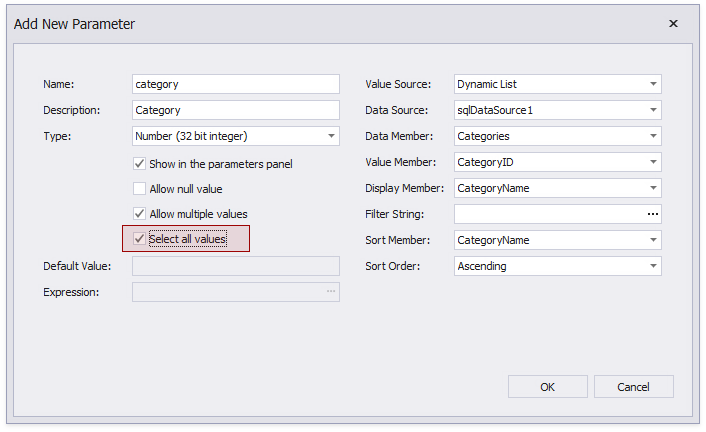 Add New Parameter
Name: category
Description: Category
Type: Number (32 bit integer)
Show in the parameters panel
Allow null value
Allow multiple values
Select all values
Default Value:
Expression: ...
Value Source: Dynamic List
Data Source: sqlDataSource1
Data Member: Categories
Value Member: CategoryID
Display Member: CategoryName
Filter String: ...
Sort Member: CategoryName
Sort Order: Ascending
OK Cancel